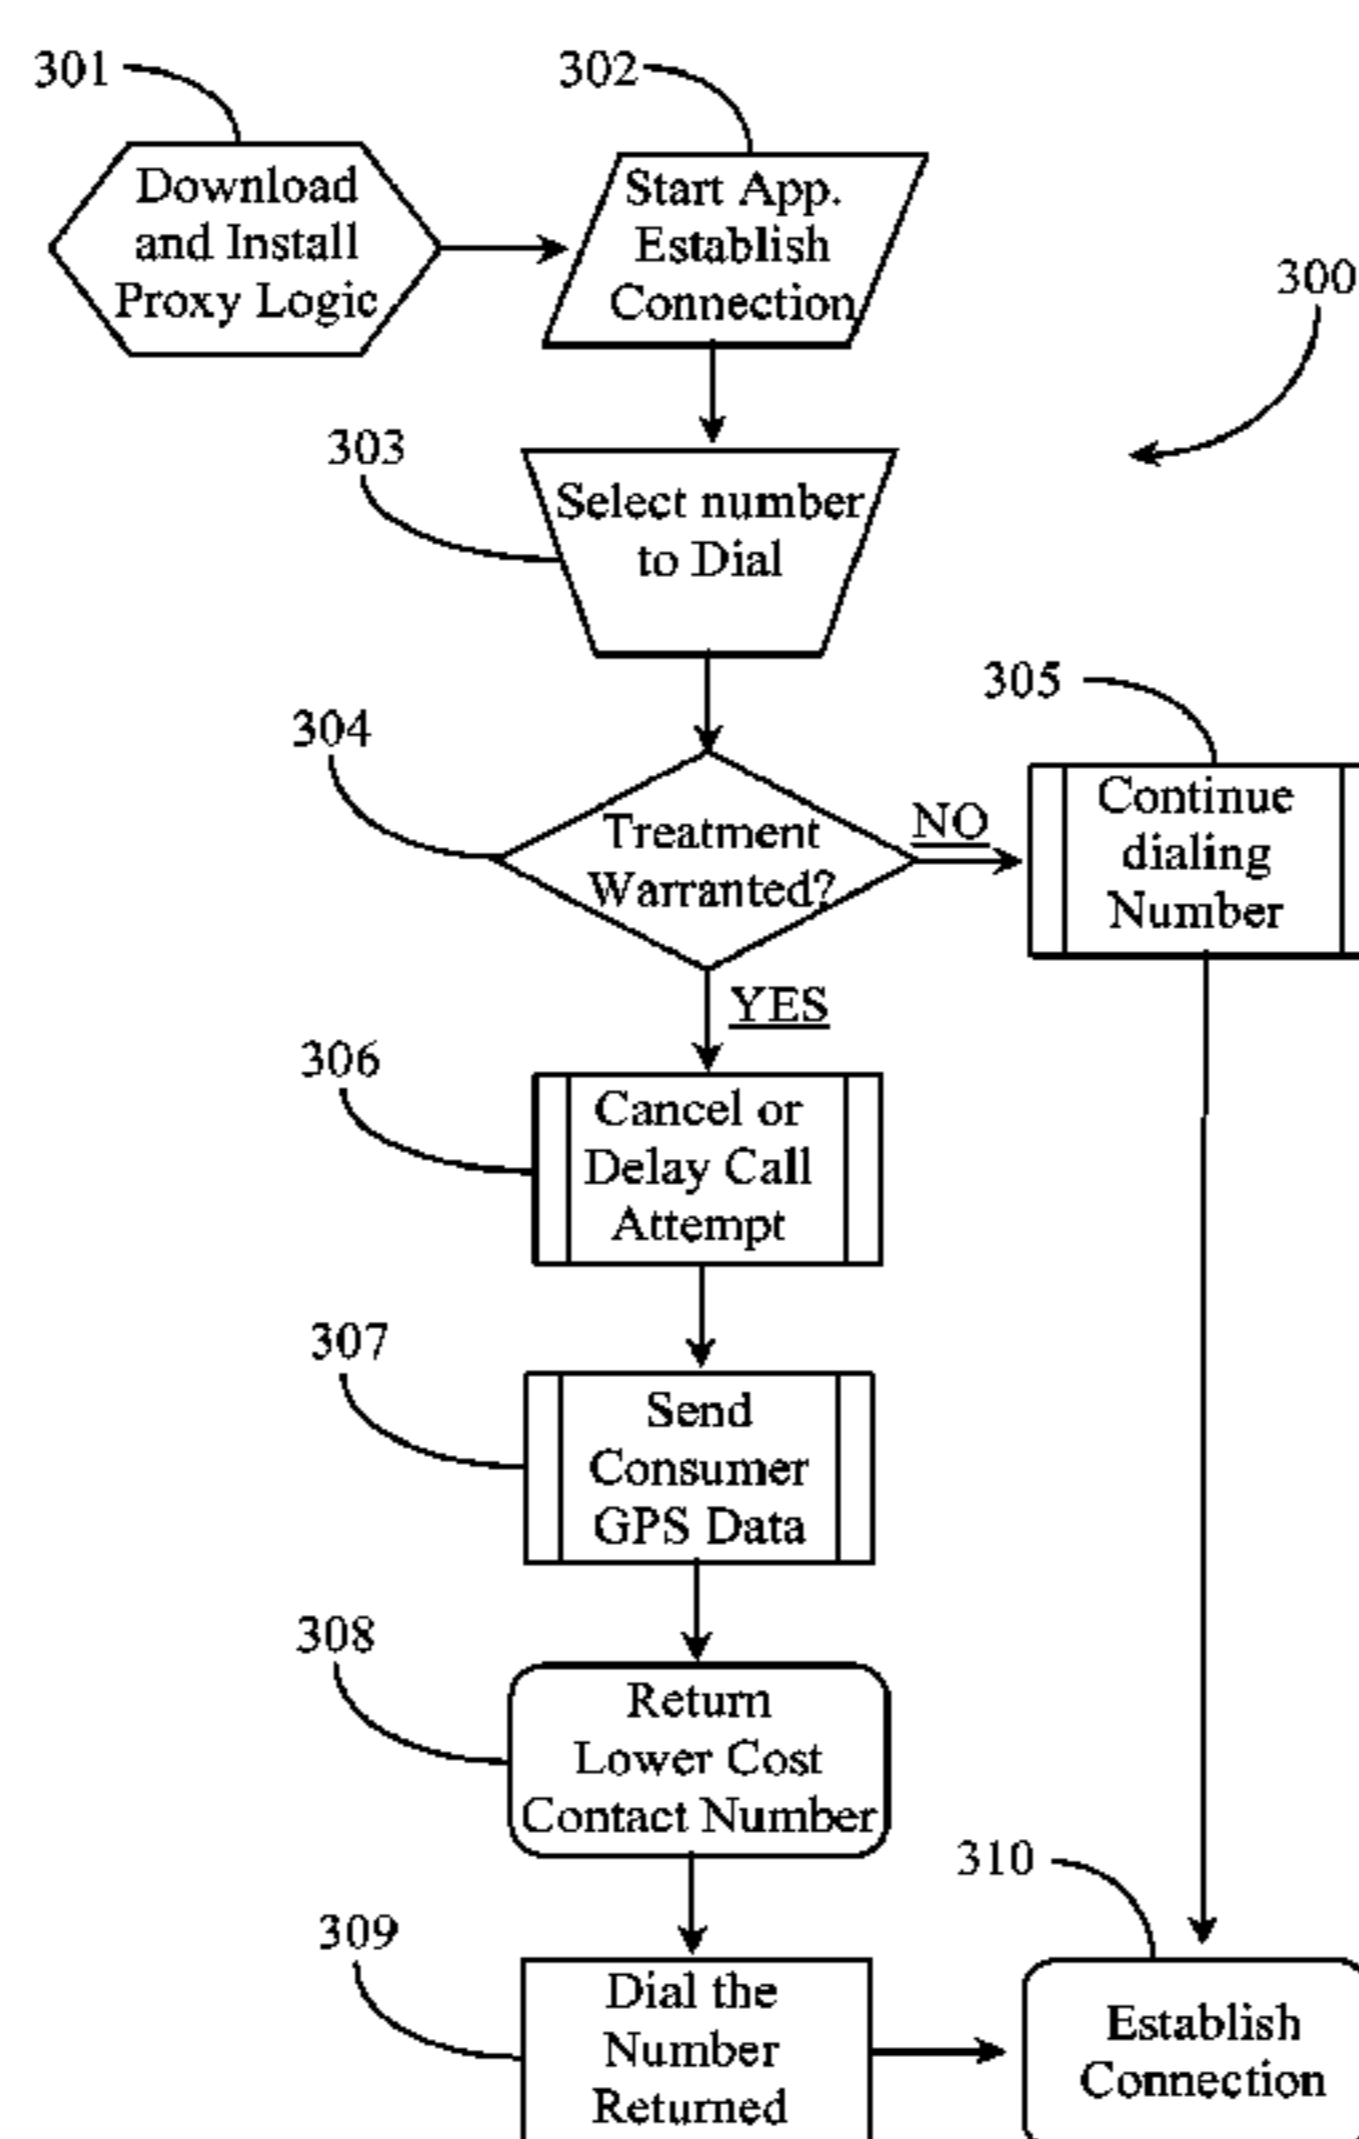 301
302
Download
and Install
Proxy Logic
Start App.
Establish
Connection
300
303
Select number
to Dial
304
305
Treatment
Warranted?
NO
Continue
dialing
Number
YES
306
Cancel or
Delay Call
Attempt
307
Send
Consumer
GPS Data
308
Return
Lower Cost
Contact Number
309
310
Dial the
Number
Returned
Establish
Connection